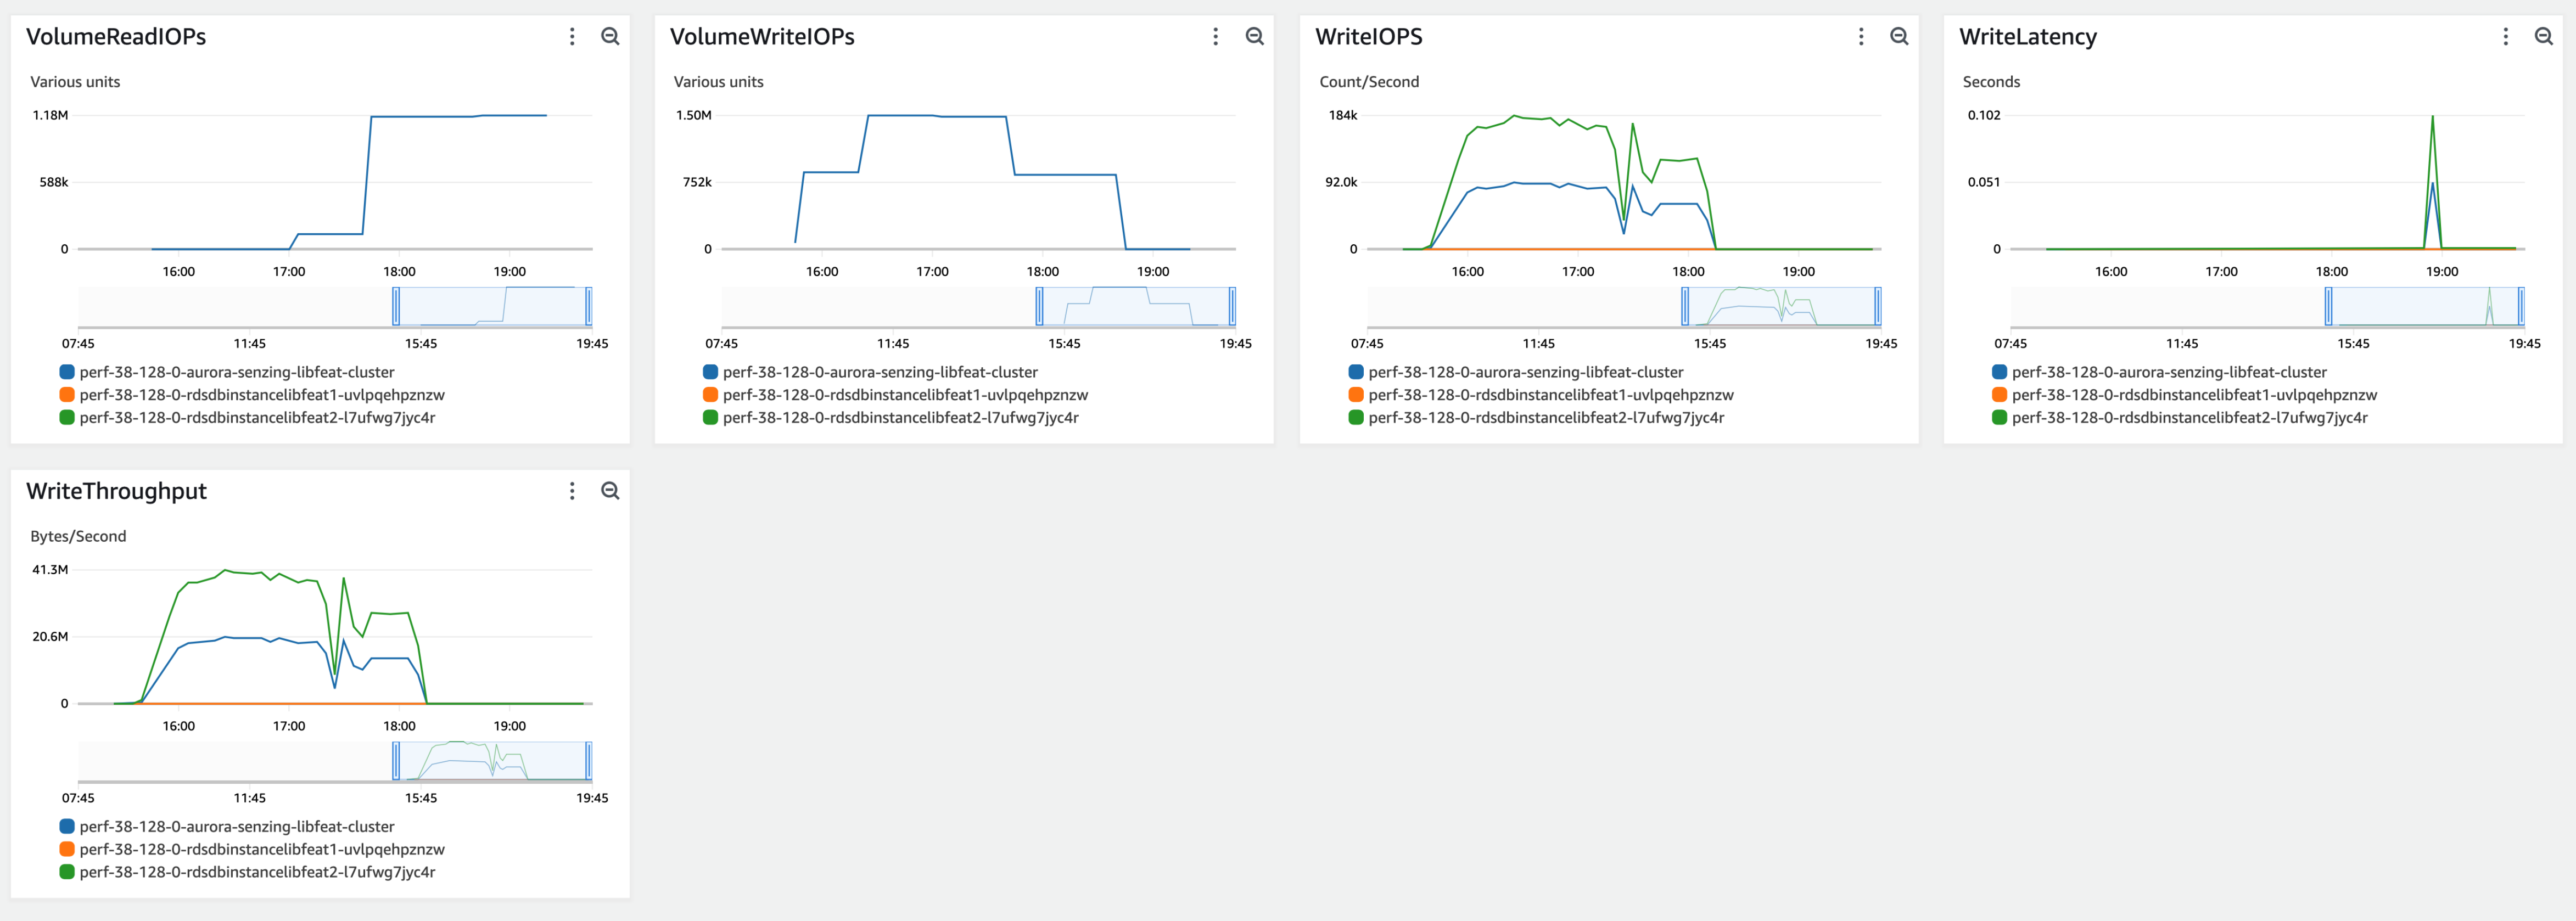 VolumeReadIOPs
Various units
1.18M
588k
0
16:00 17:00 18:00 19:00
07:45 11:45 15:45 19:45
perf-38-128-0-aurora-senzing-libfeat-cluster
perf-38-128-0-rdsdbinstancelibfeat1-uvlpqehpznzw
perf-38-128-0-rdsdbinstancelibfeat2-l7ufwg7jyc4r
VolumeWriteIOPs
Various units
1.50M
752k
0
16:00 17:00 18:00 19:00
07:45 11:45 15:45 19:45
perf-38-128-0-aurora-senzing-libfeat-cluster
perf-38-128-0-rdsdbinstancelibfeat1-uvlpqehpznzw
perf-38-128-0-rdsdbinstancelibfeat2-l7ufwg7jyc4r
WriteIOPS
Count/Second
184k
92.0k
0
16:00 17:00 18:00 19:00
07:45 11:45 15:45 19:45
perf-38-128-0-aurora-senzing-libfeat-cluster
perf-38-128-0-rdsdbinstancelibfeat1-uvlpqehpznzw
perf-38-128-0-rdsdbinstancelibfeat2-l7ufwg7jyc4r
WriteLatency
Seconds
0.102
0.051
0
16:00 17:00 18:00 19:00
07:45 11:45 15:45 19:45
perf-38-128-0-aurora-senzing-libfeat-cluster
perf-38-128-0-rdsdbinstancelibfeat1-uvlpqehpznzw
perf-38-128-0-rdsdbinstancelibfeat2-l7ufwg7jyc4r
WriteThroughput
Bytes/Second
41.3M
20.6M
0
16:00 17:00 18:00 19:00
07:45 11:45 15:45 19:45
perf-38-128-0-aurora-senzing-libfeat-cluster
perf-38-128-0-rdsdbinstancelibfeat1-uvlpqehpznzw
perf-38-128-0-rdsdbinstancelibfeat2-l7ufwg7jyc4r